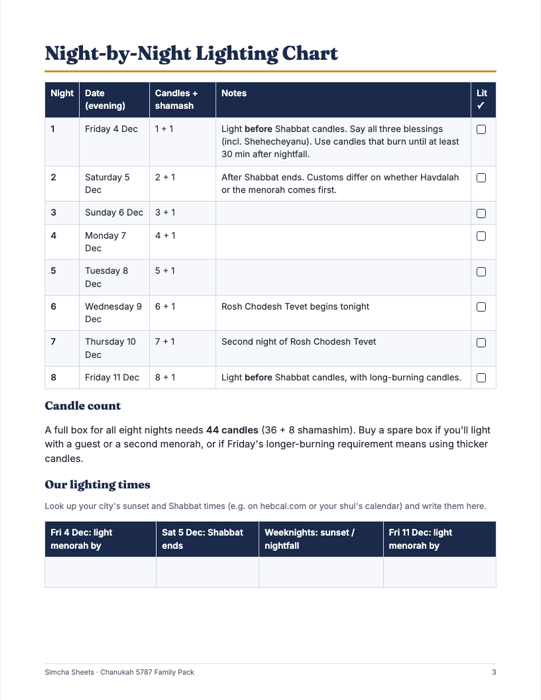 Night-by-Night Lighting Chart
Night
Date
(evening)
Candles +
shamash
Notes
Lit
✓
1
Friday 4 Dec
1 + 1
Light before Shabbat candles. Say all three blessings
(incl. Shehecheyanu). Use candles that burn until at least
30 min after nightfall.
2
Saturday 5
Dec
2 + 1
After Shabbat ends. Customs differ on whether Havdalah
or the menorah comes first.
3
Sunday 6 Dec
3 + 1
4
Monday 7
Dec
4 + 1
5
Tuesday 8
Dec
5 + 1
6
Wednesday 9
Dec
6 + 1
Rosh Chodesh Tevet begins tonight
7
Thursday 10
Dec
7 + 1
Second night of Rosh Chodesh Tevet
8
Friday 11 Dec
8 + 1
Light before Shabbat candles, with long-burning candles.
Candle count
A full box for all eight nights needs 44 candles (36 + 8 shamashim). Buy a spare box if you'll light
with a guest or a second menorah, or if Friday's longer-burning requirement means using thicker
candles.
Our lighting times
Look up your city's sunset and Shabbat times (e.g. on hebcal.com or your shul's calendar) and write them here.
Fri 4 Dec: light
menorah by
Sat 5 Dec: Shabbat
ends
Weeknights: sunset /
nightfall
Fri 11 Dec: light
menorah by
Simcha Sheets · Chanukah 5787 Family Pack
3